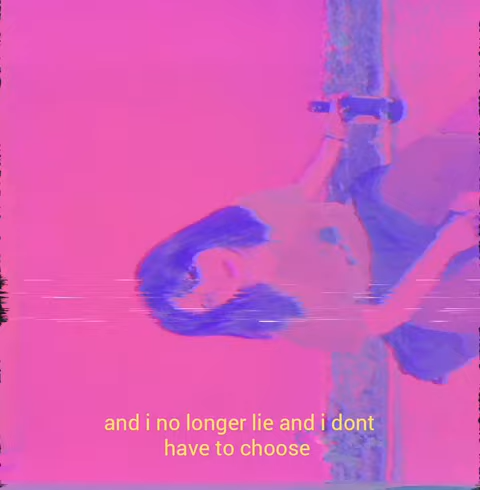 and i no longer lie and i dont
have to choose